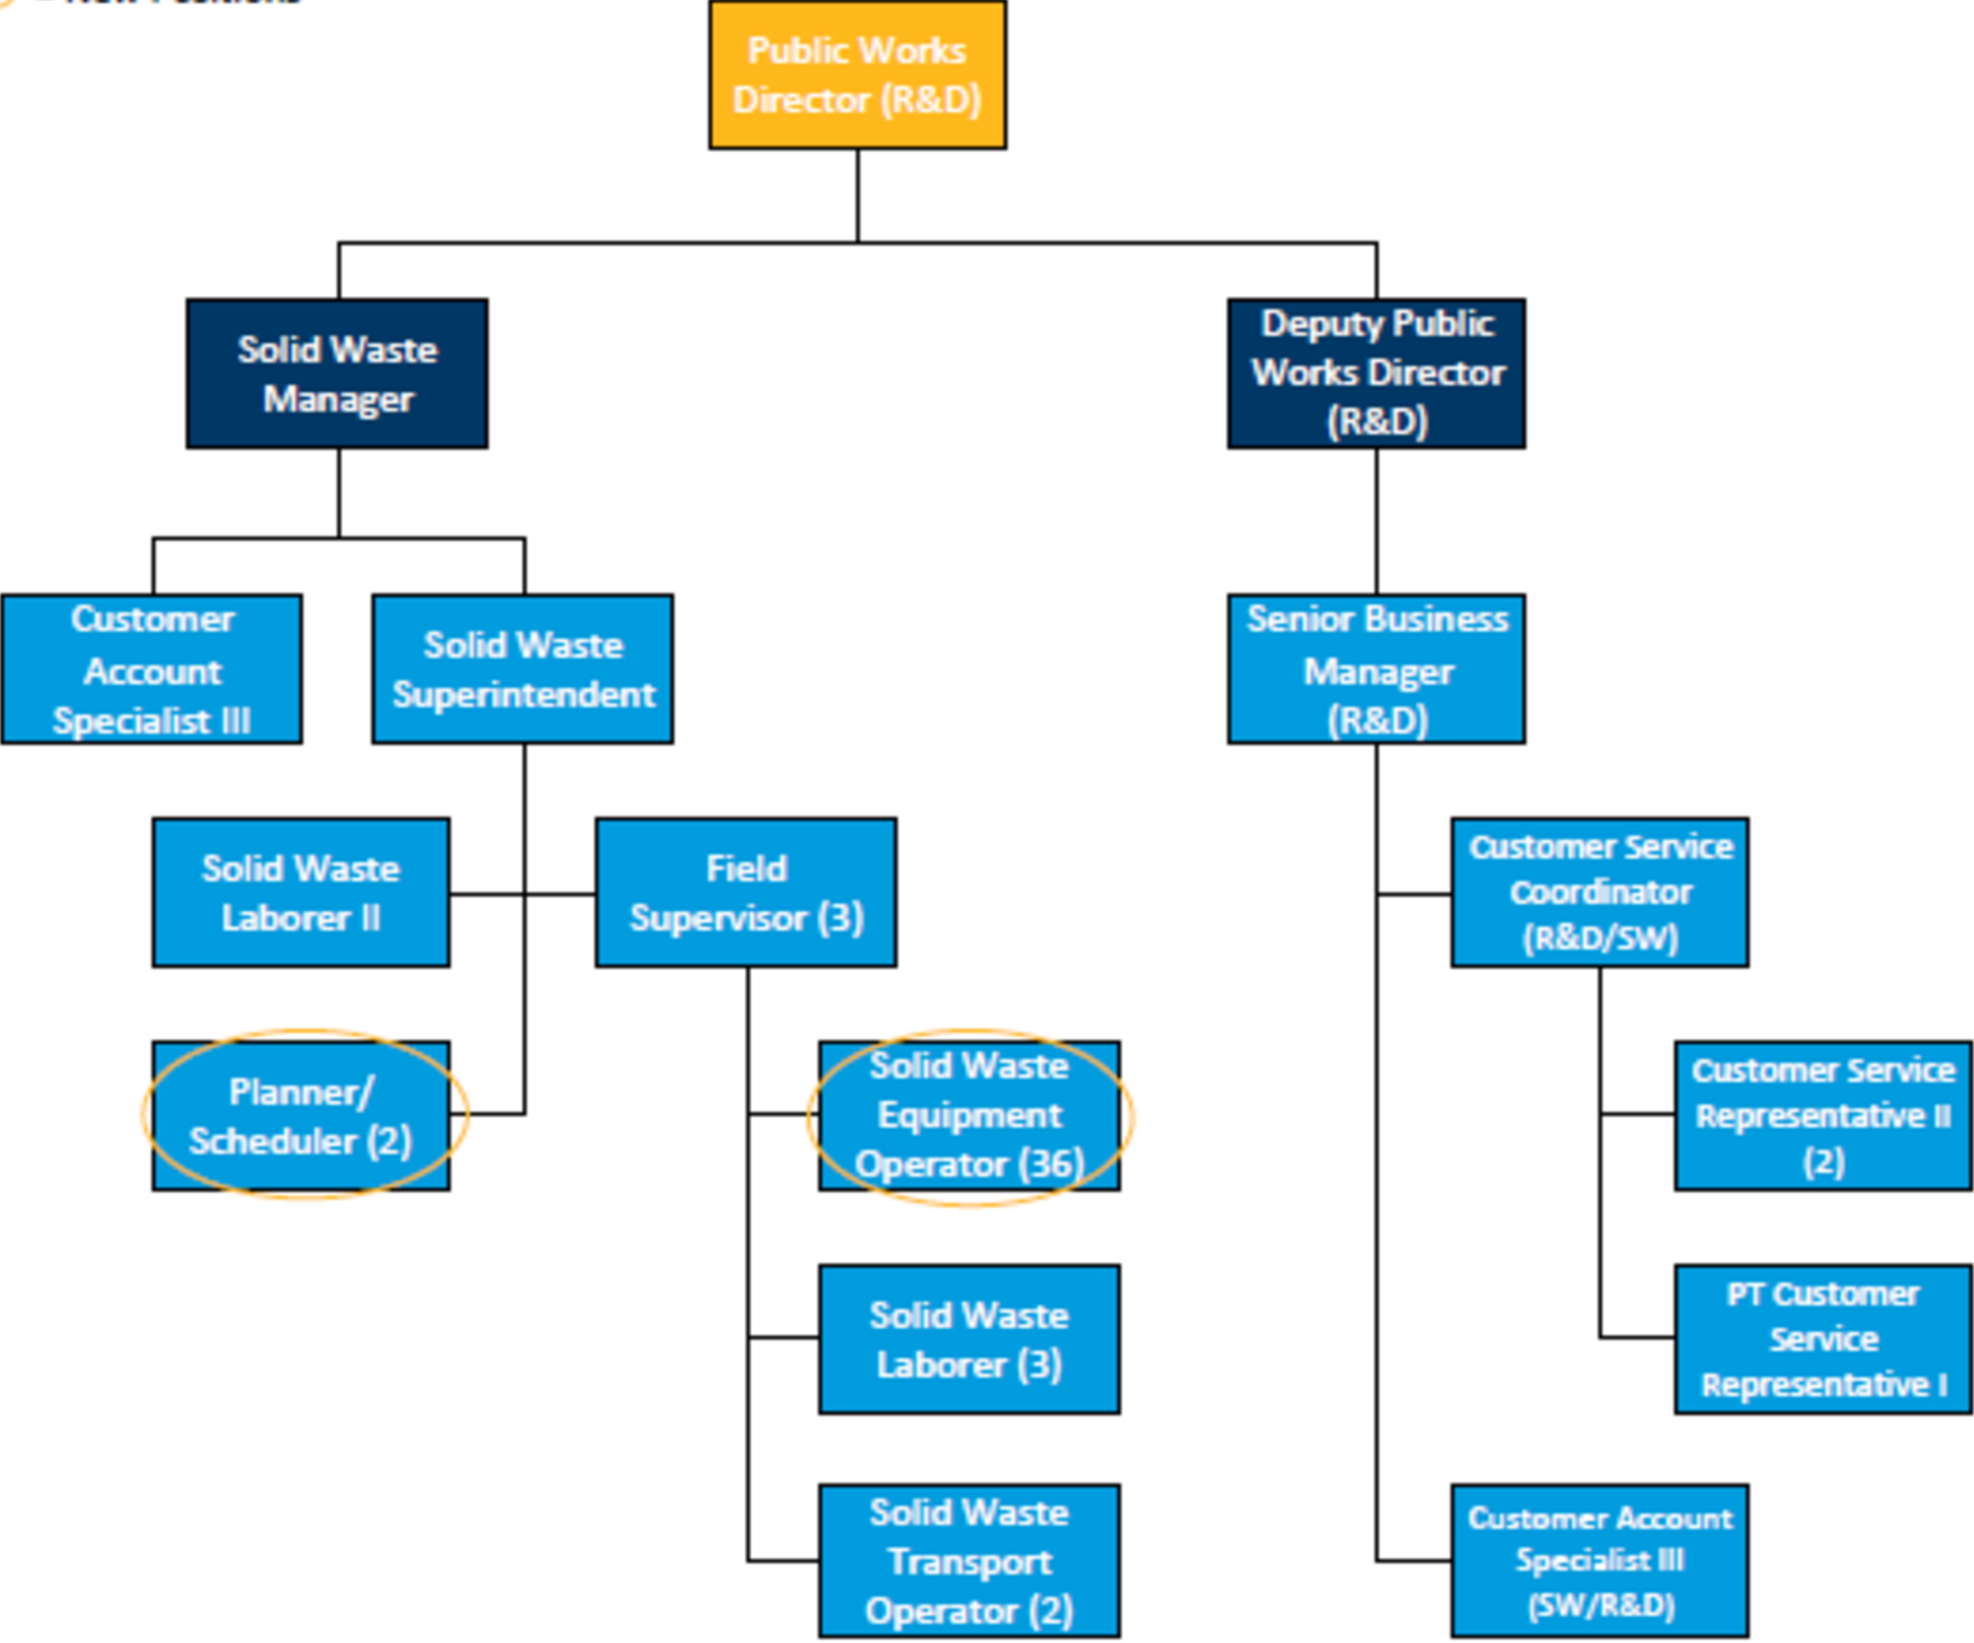 = New Positions
Public Works
Director (R&D)
Solid Waste
Manager
Deputy Public
Works Director
(R&D)
Customer
Account
Specialist III
Solid Waste
Superintendent
Senior Business
Manager
(R&D)
Solid Waste
Laborer II
Field
Supervisor (3)
Customer Service
Coordinator
(R&D/SW)
Planner/
Scheduler (2)
Solid Waste
Equipment
Operator (36)
Customer Service
Representative II
(2)
Solid Waste
Laborer (3)
PT Customer
Service
Representative I
Solid Waste
Transport
Operator (2)
Customer Account
Specialist III
(SW/R&D)